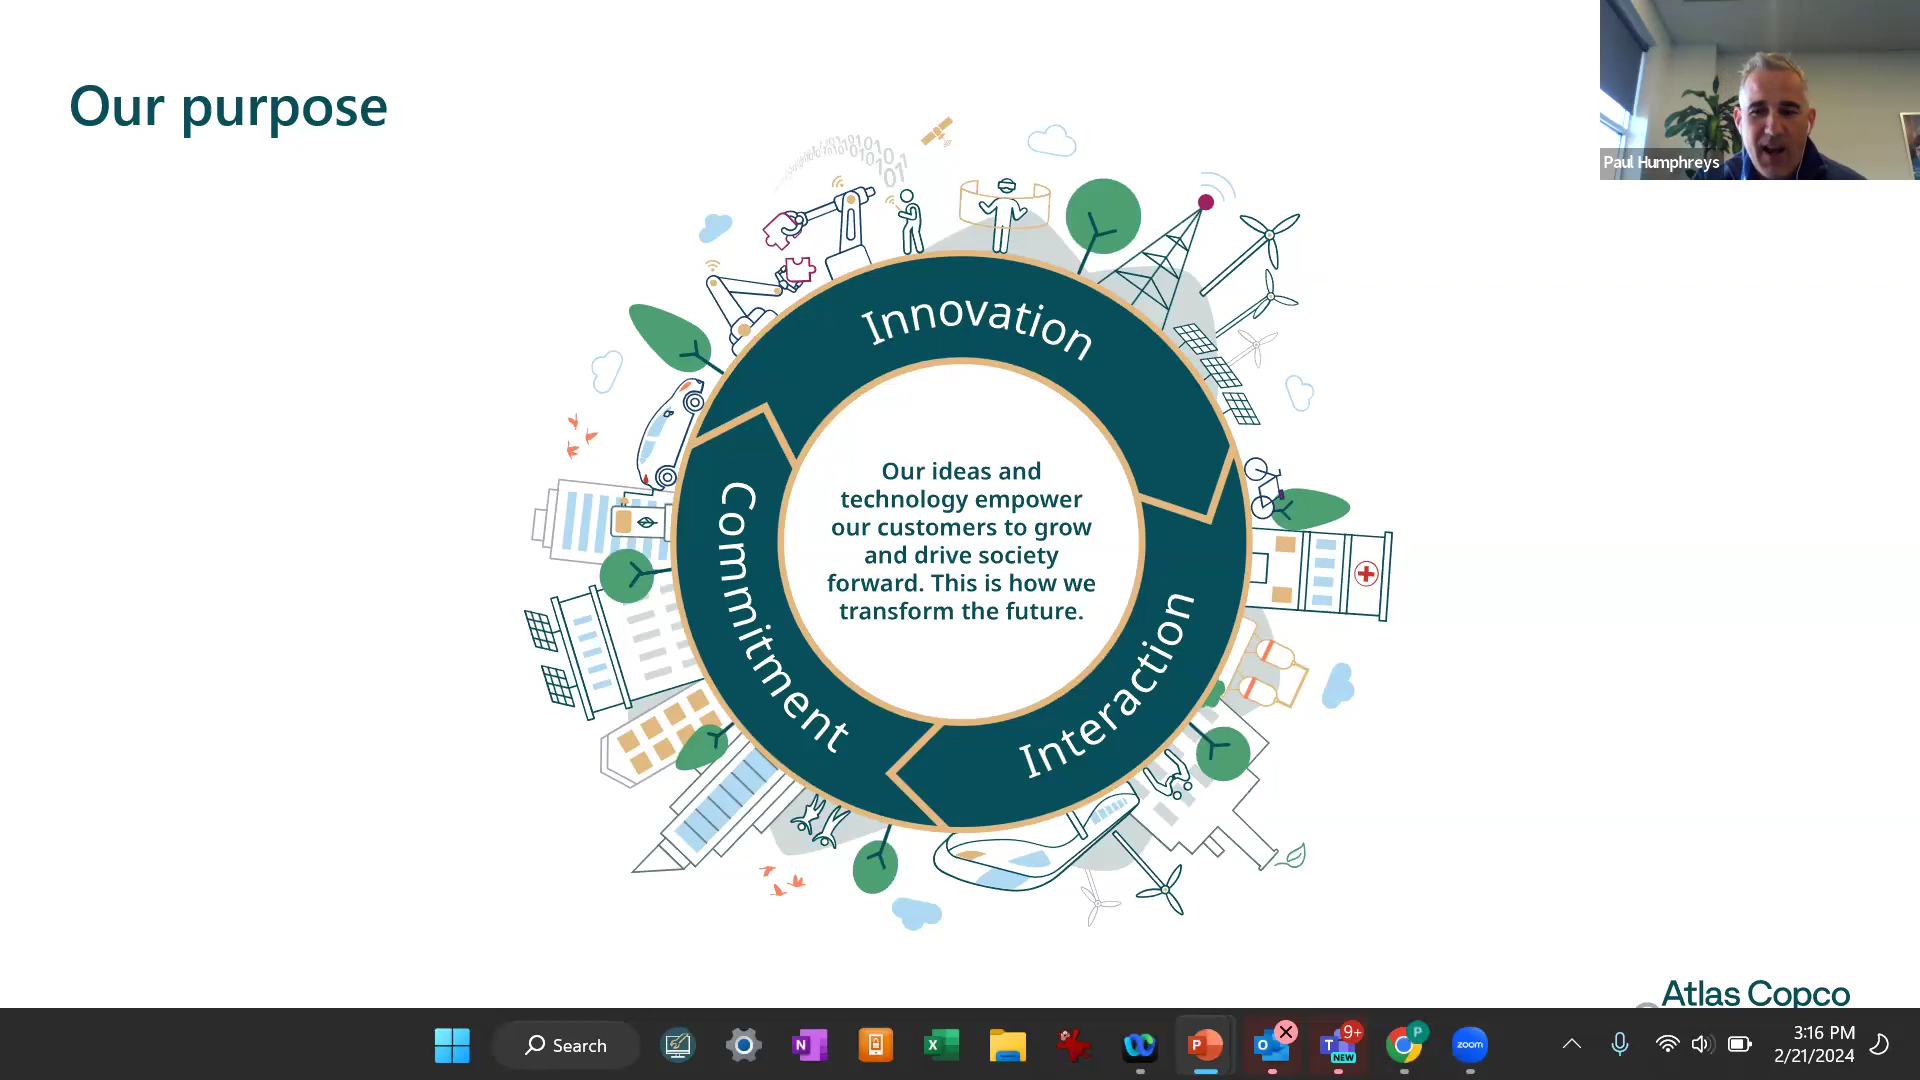 Our purpose
Paul Humphreys
Innovation
Our ideas and
technology empower
our customers to grow
and drive society
forward. This is how we
transform the future.
Commitment
Interaction
Atlas Copco
Search
N
X
P
O
9+
T
NEW
P
zoom
3:16 PM
2/21/2024